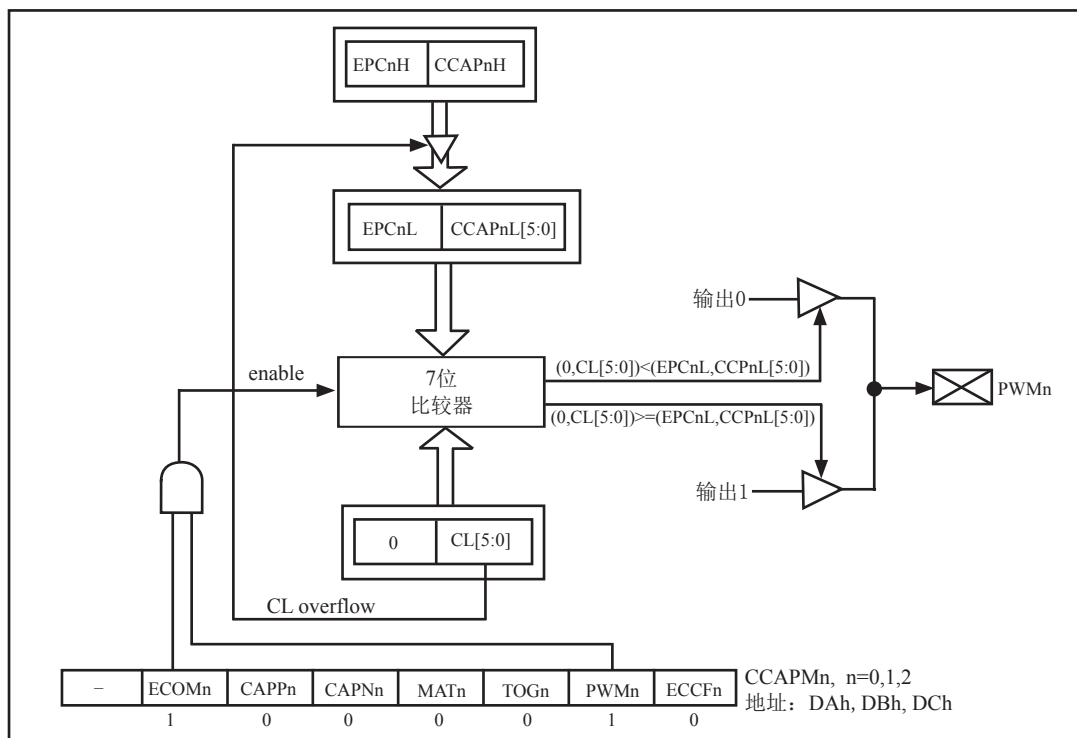 EPCnH CCAPnH
EPCnL CCAPnL[5:0]
输出0
enable
7位
比较器
(0,CL[5:0])<(EPCnL,CCPnL[5:0])
(0,CL[5:0])>=(EPCnL,CCPnL[5:0])
PWMn
输出1
0 CL[5:0]
CL overflow
– ECOMn CAPPn CAPNn MATn TOGn PWMn ECCFn
CCAPMn, n=0,1,2
地址：DAh, DBh, DCh
1 0 0 0 0 1 0